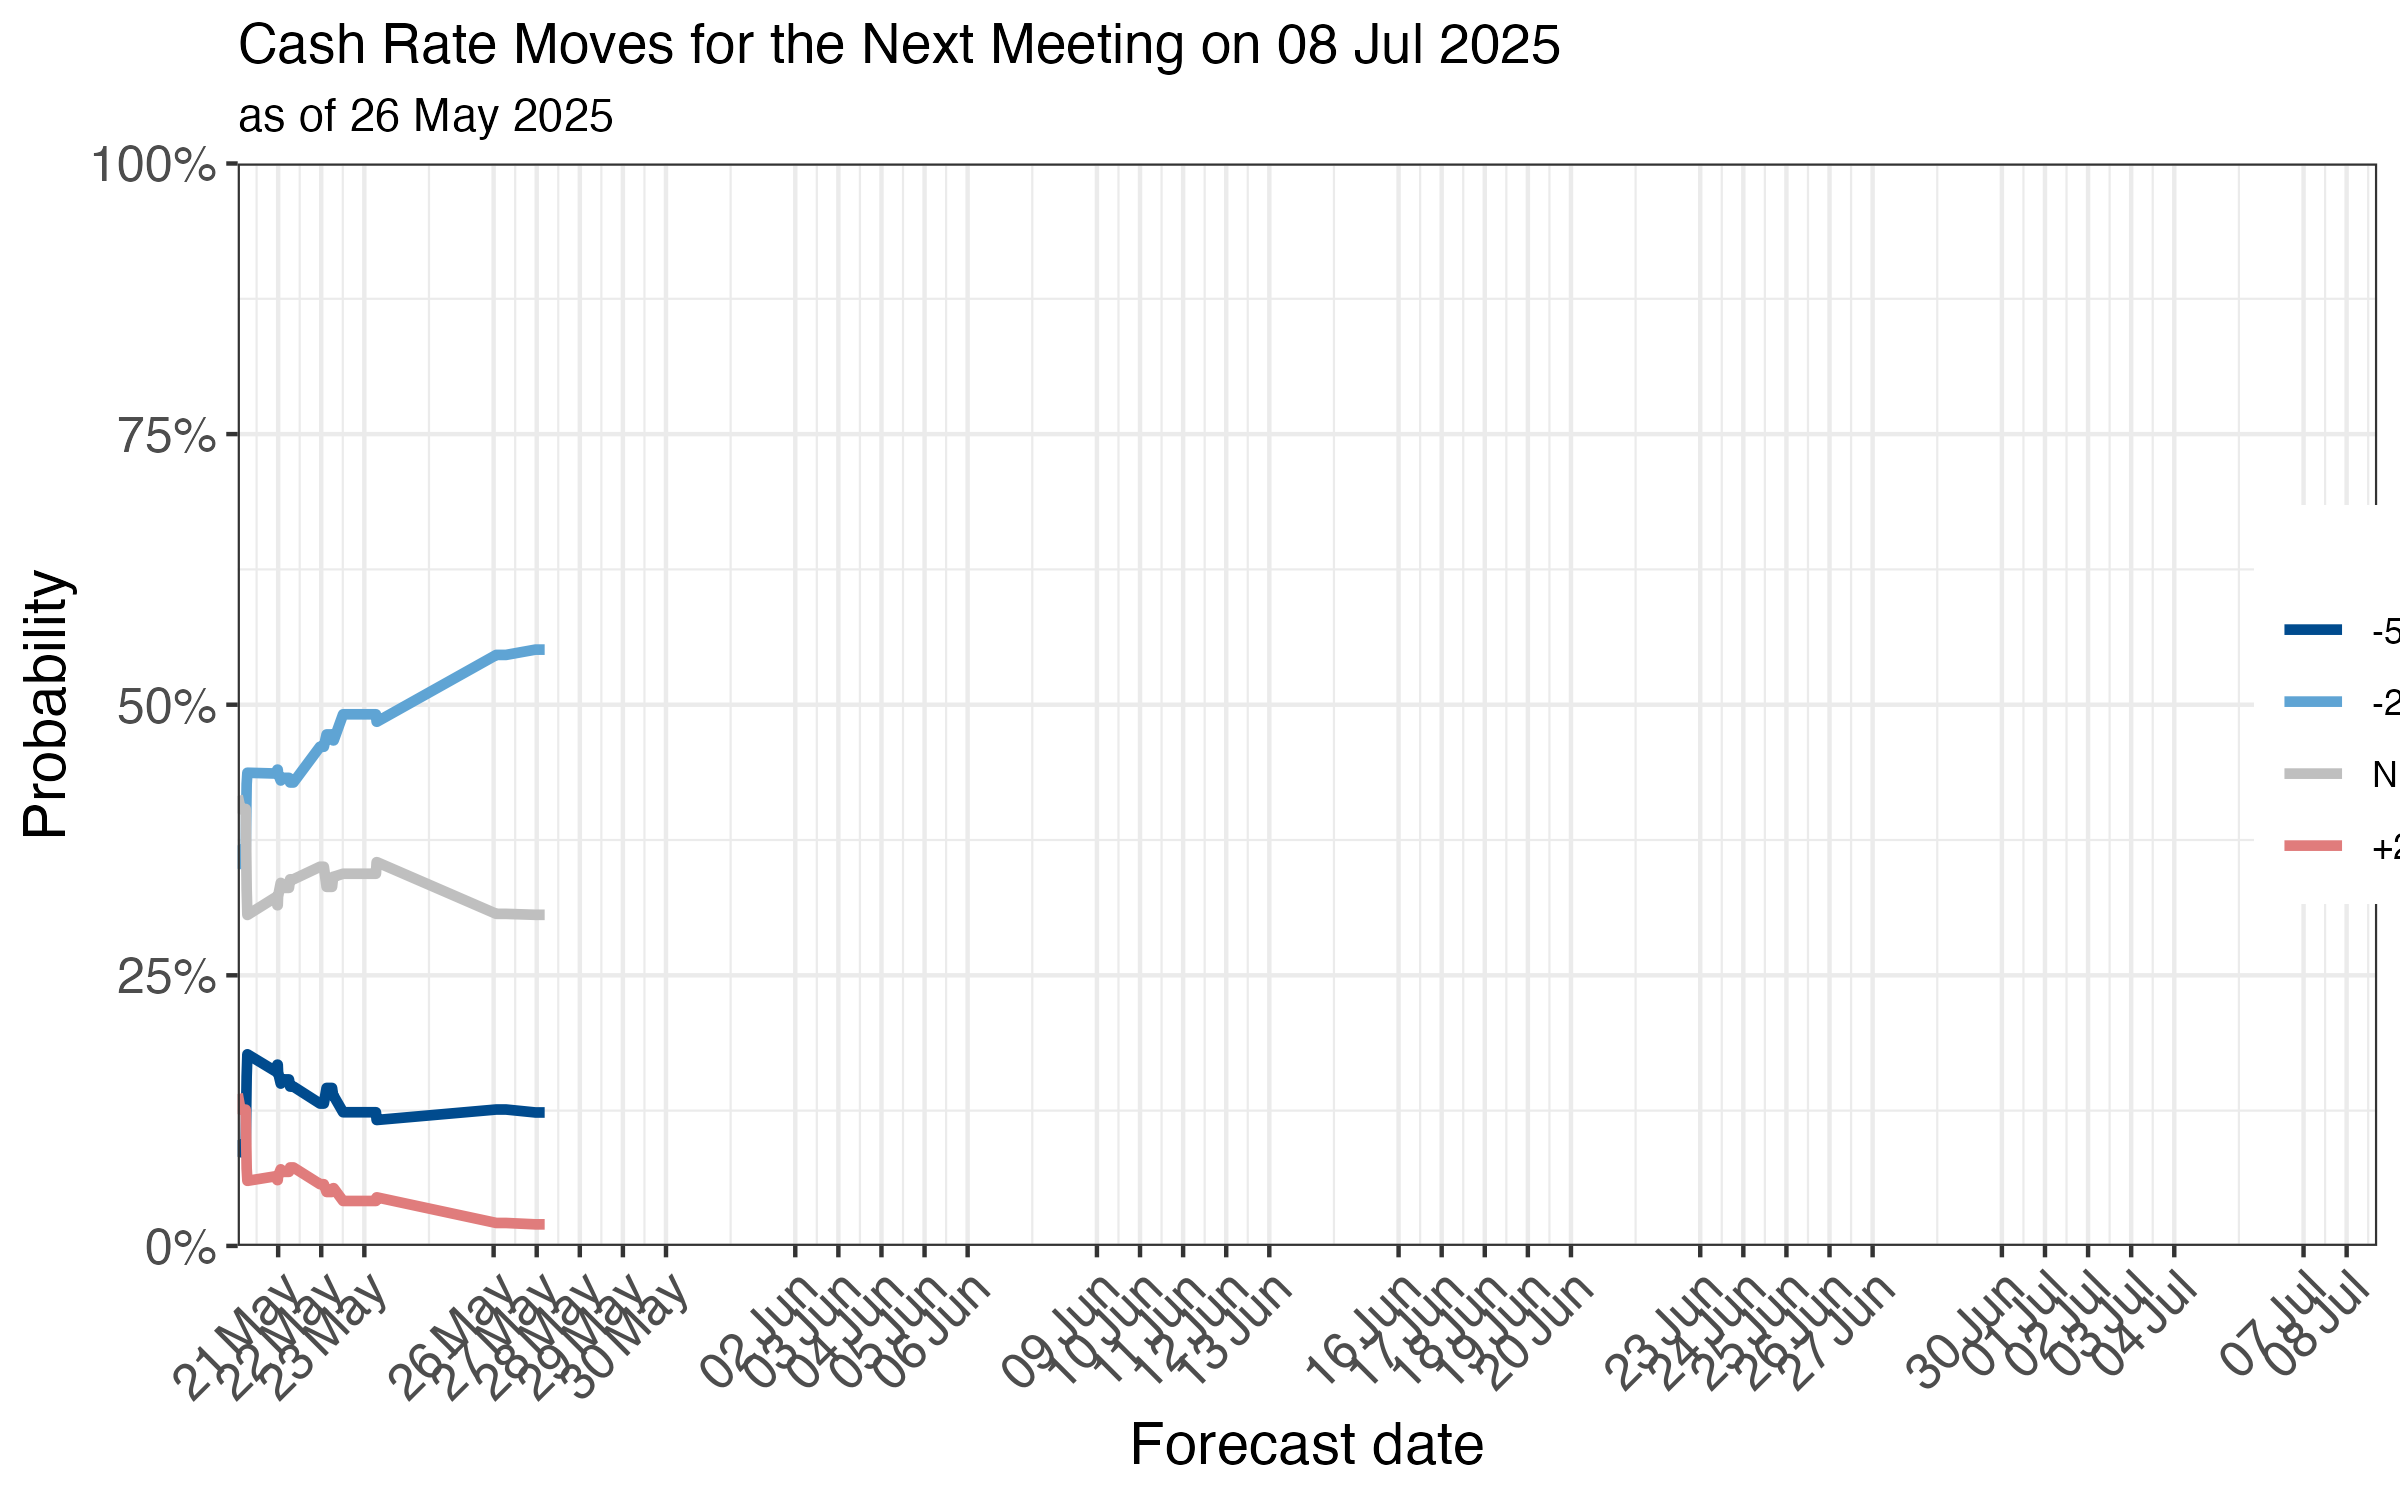 Cash Rate Moves for the Next Meeting on 08 Jul 2025
as of 26 May 2025
100%
75%
50%
25%
0%
Probability
-5
-2
N
+2
21 May
22 May
23 May
26 May
27 May
28 May
29 May
30 May
02 Jun
03 Jun
04 Jun
05 Jun
06 Jun
09 Jun
10 Jun
11 Jun
12 Jun
13 Jun
16 Jun
17 Jun
18 Jun
19 Jun
20 Jun
23 Jun
24 Jun
25 Jun
26 Jun
27 Jun
30 Jun
01 Jul
02 Jul
03 Jul
04 Jul
07 Jul
08 Jul
Forecast date